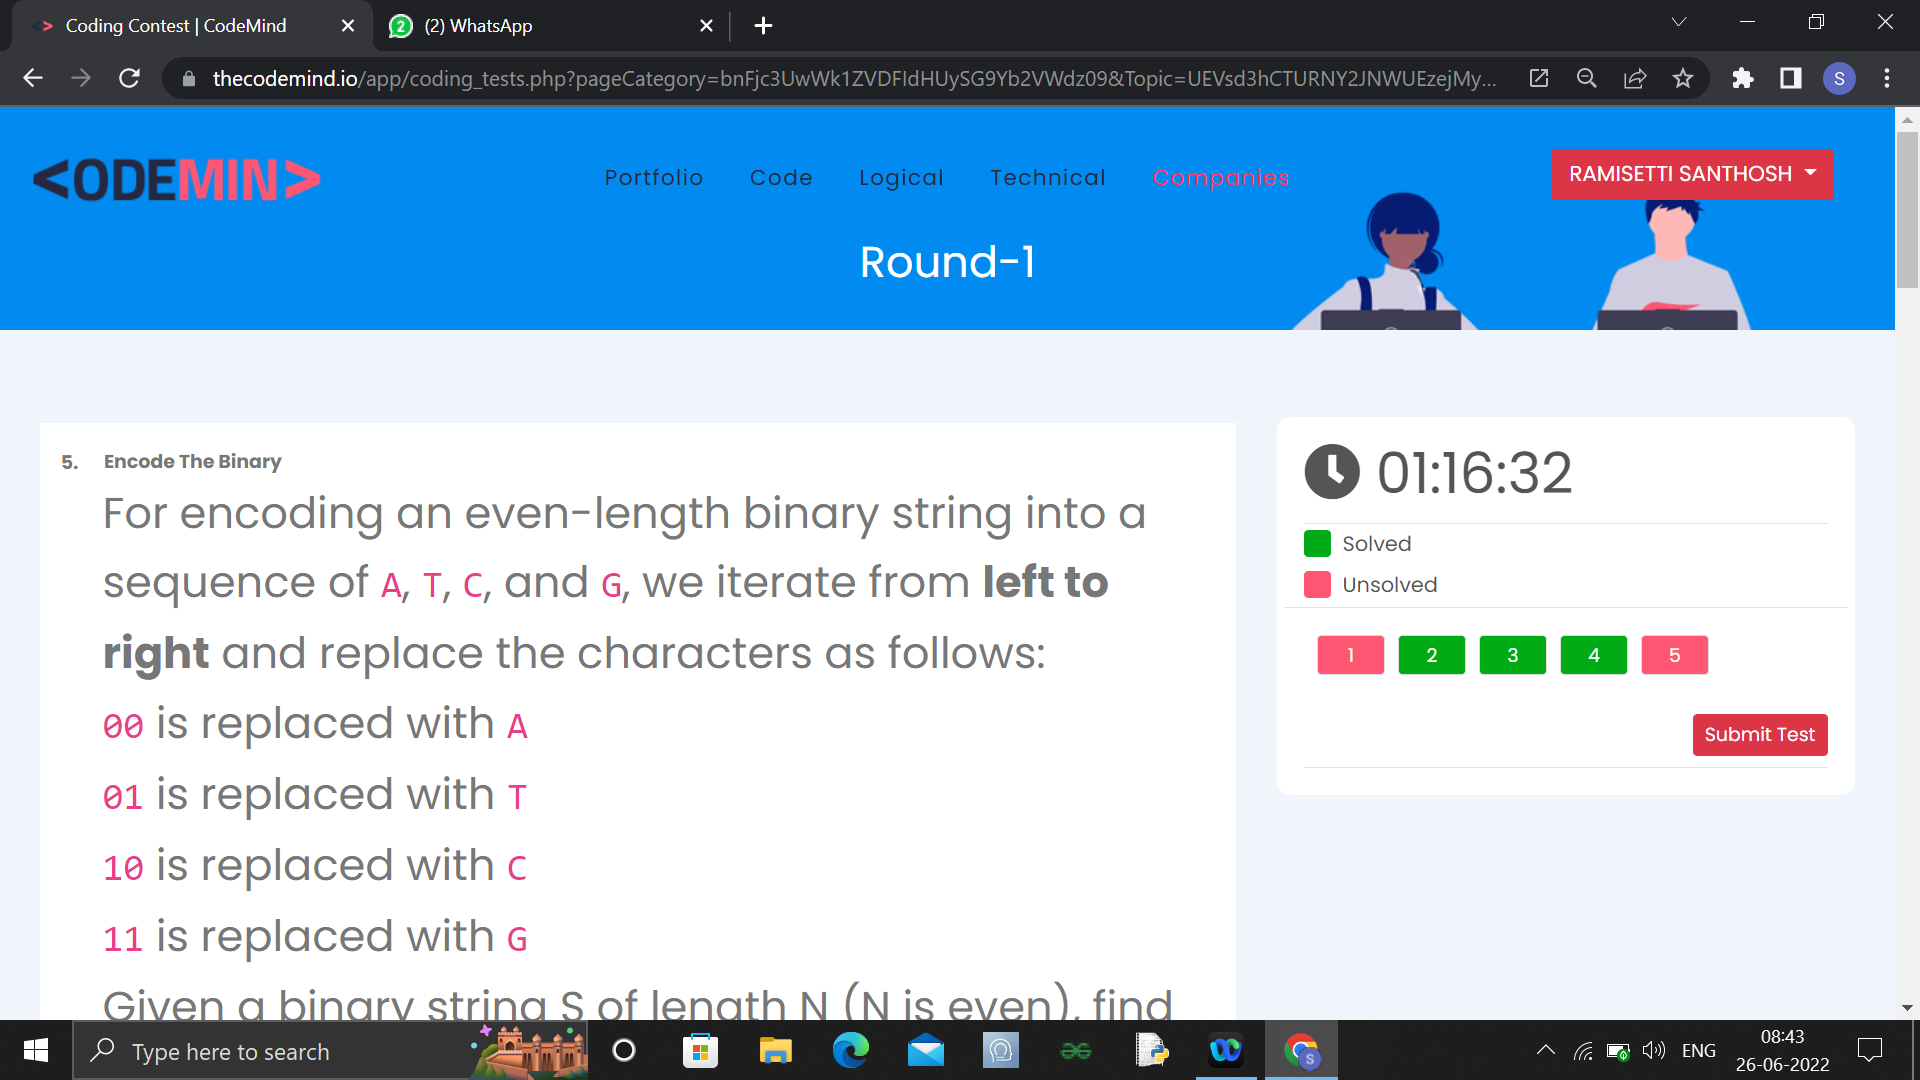 Coding Contest | CodeMind
2
(2) WhatsApp
thecodemind.io/app/coding_tests.php?pageCategory=bnFjc3UwWk1ZVDFIdHUySG9Yb2VWdz09&Topic=UEVsd3hCTURNY2JNWUEzejMy...
S
<ODEMIN>
Portfolio
Code
Logical
Technical
Companies
RAMISETTI SANTHOSH
Round-1
5. Encode The Binary
For encoding an even-length binary string into a
sequence of A, T, C, and G, we iterate from left to
right and replace the characters as follows:
00 is replaced with A
01 is replaced with T
10 is replaced with C
11 is replaced with G
Given a binary string S of length N (N is even), find
01:16:32
Solved
Unsolved
1 2 3 4 5
Submit Test
Type here to search
S
ENG
08:43
26-06-2022